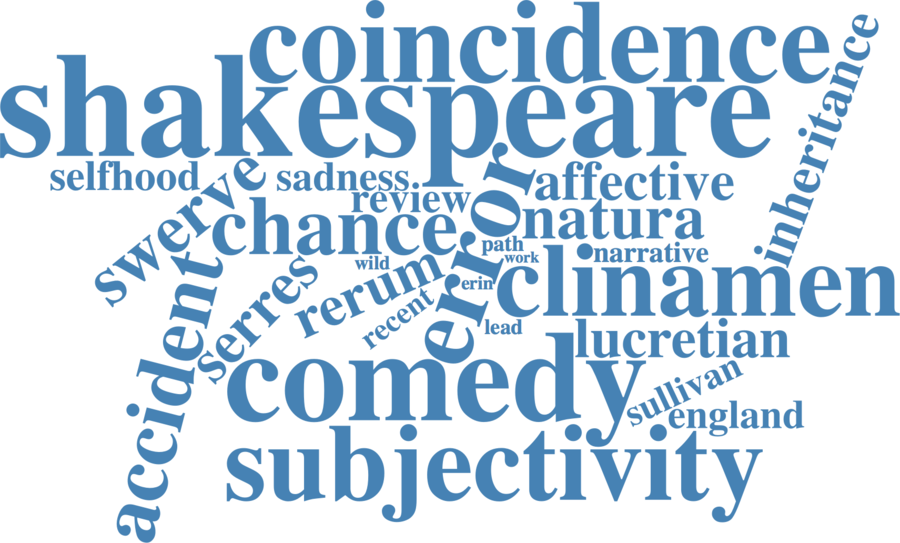 coincidence
shakespeare
inheritance
selfhood
sadness
affective
swerve
review
chance
error
natura
path
narrative
work
wild
serres
rerum
erin
clinamen
accident
recent
lead
lucretian
comedy
sullivan
england
subjectivity